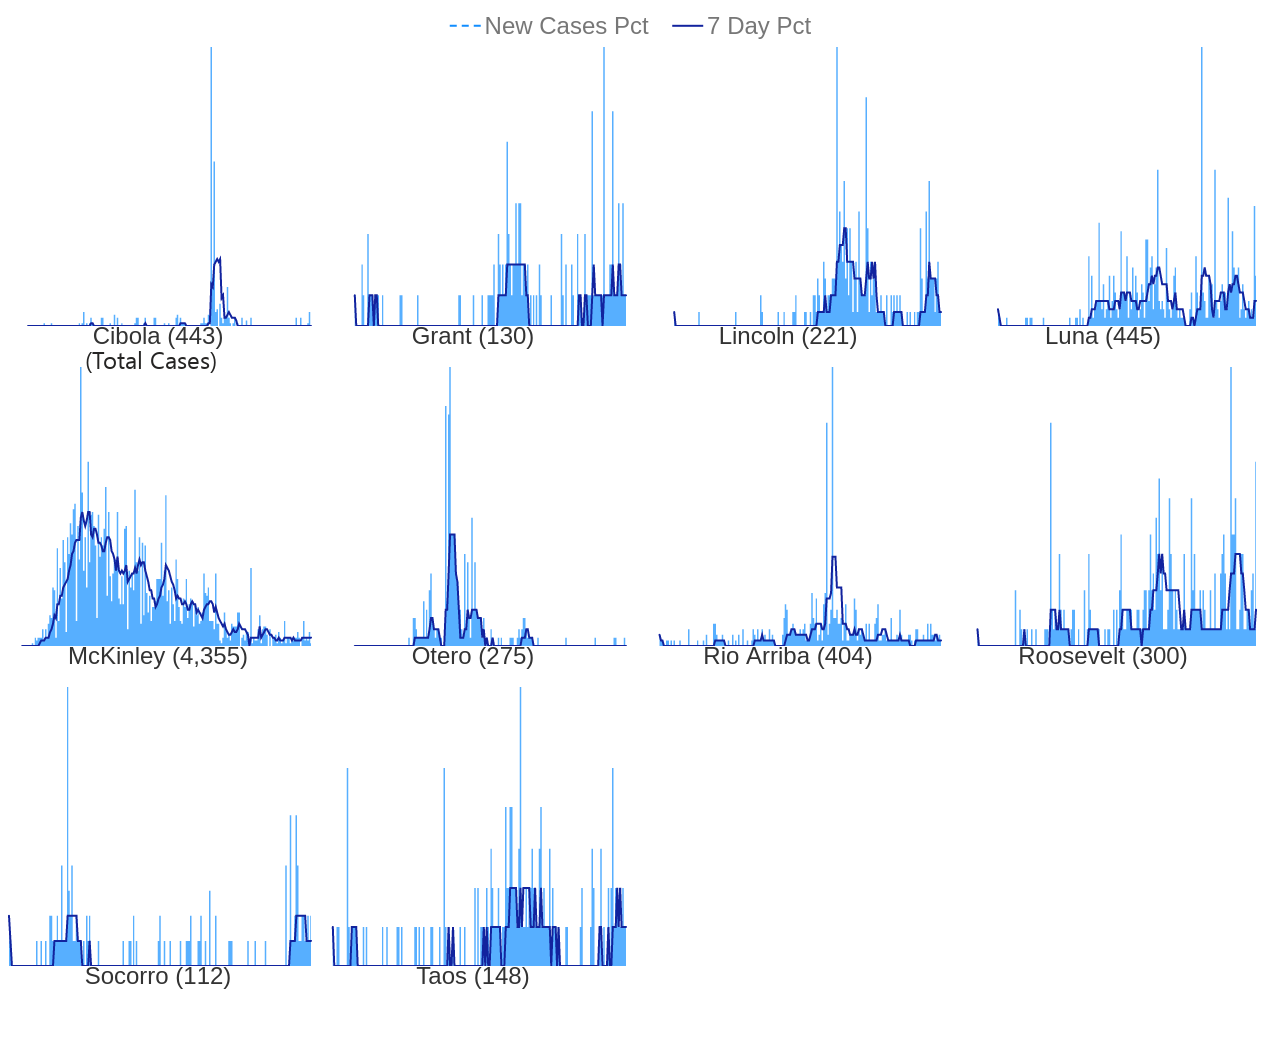 New Cases Pct 7 Day Pct
Cibola (443) Grant (130) Lincoln (221) Luna (445)
(Total Cases)
McKinley (4,355) Otero (275) Rio Arriba (404) Roosevelt (300)
Socorro (112) Taos (148)